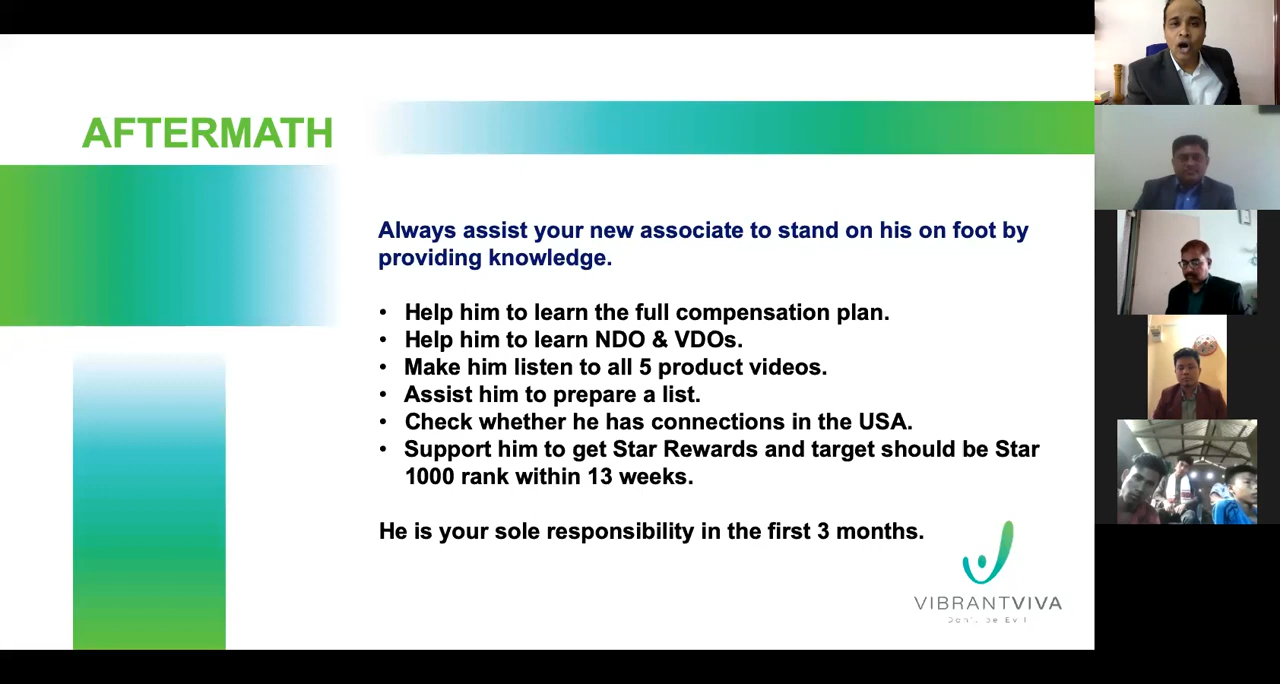 AFTERMATH
Always assist your new associate to stand on his on foot by
providing knowledge.
• Help him to learn the full compensation plan.
• Help him to learn NDO & VDOs.
• Make him listen to all 5 product videos.
• Assist him to prepare a list.
• Check whether he has connections in the USA.
• Support him to get Star Rewards and target should be Star
1000 rank within 13 weeks.
He is your sole responsibility in the first 3 months.
VIBRANTVIVA
Don't be Evil